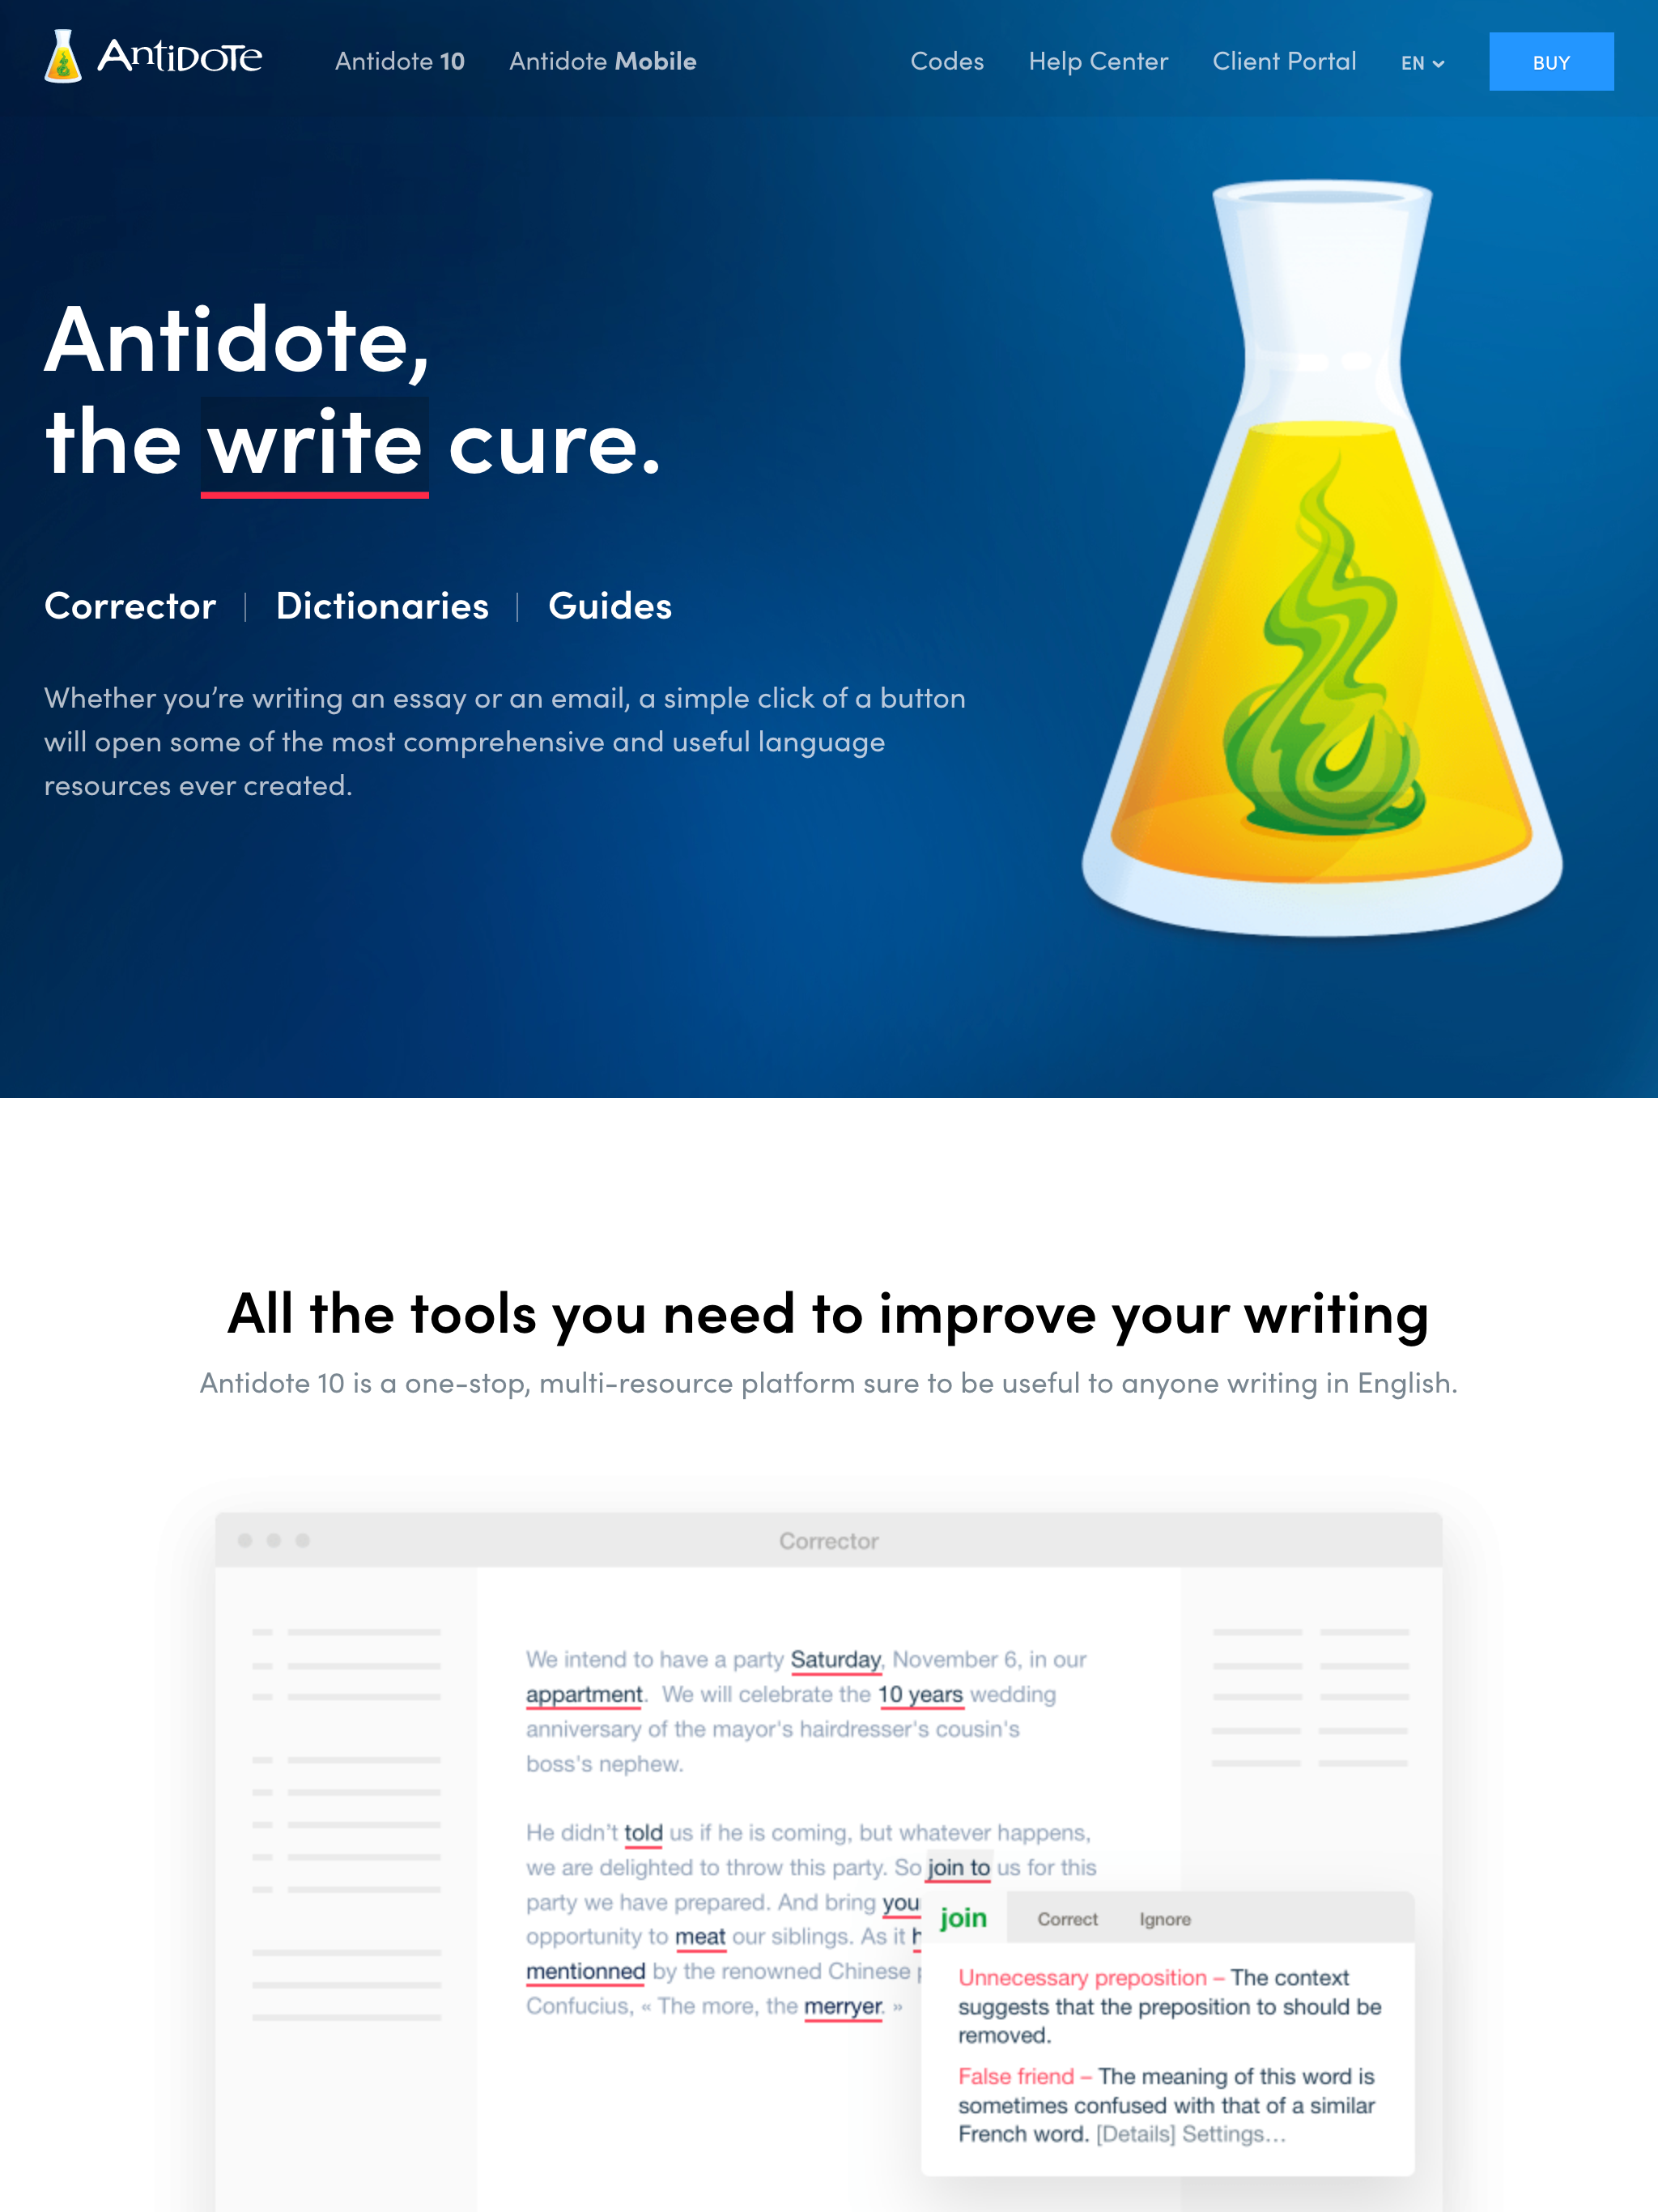 Antidote
Antidote 10
Antidote Mobile
Codes
Help Center
Client Portal
EN
BUY
Antidote,
the write cure.
Corrector | Dictionaries | Guides
Whether you’re writing an essay or an email, a simple click of a button
will open some of the most comprehensive and useful language
resources ever created.
All the tools you need to improve your writing
Antidote 10 is a one-stop, multi-resource platform sure to be useful to anyone writing in English.
Corrector
We intend to have a party Saturday, November 6, in our
appartment.  We will celebrate the 10 years wedding
anniversary of the mayor's hairdresser's cousin's
boss's nephew.
He didn’t told us if he is coming, but whatever happens,
we are delighted to throw this party. So join to us for this
party we have prepared. And bring
opportunity to meat our siblings. As it
mentionned by the renowned Chinese
Confucius, « The more, the merryer. »
join
Correct
Ignore
Unnecessary preposition – The context
suggests that the preposition to should be
removed.
False friend – The meaning of this word is
sometimes confused with that of a similar
French word. [Details] Settings…